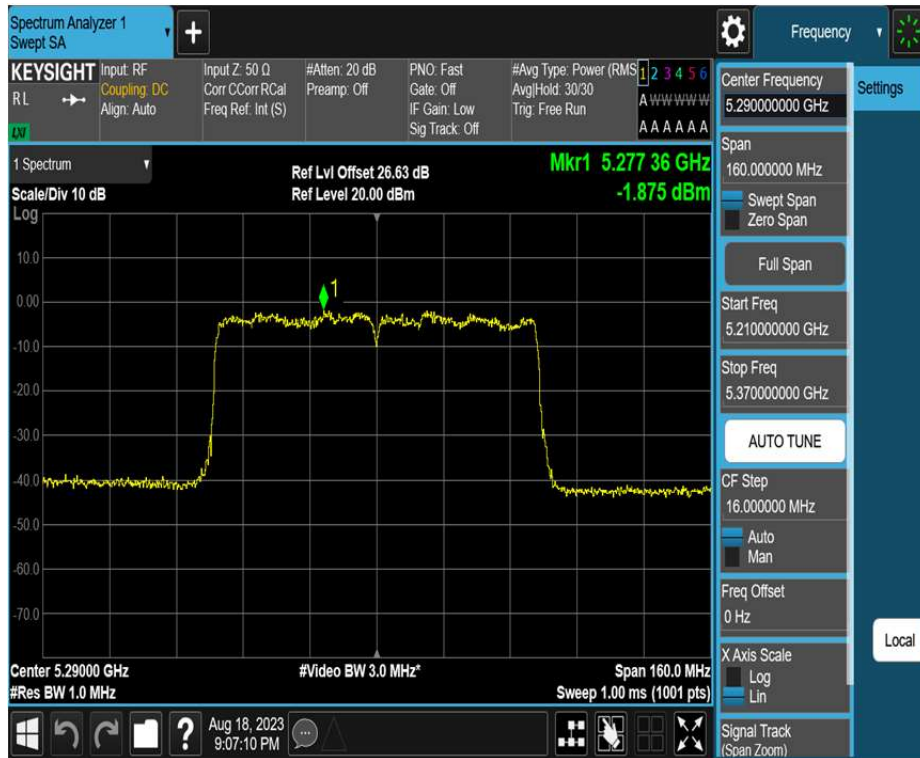 Spectrum Analyzer 1
Swept SA
+
Frequency
KEYSIGHT
R L
LXI
Input: RF
Coupling: DC
Align: Auto
Input Z: 50 Ω
Corr CCorr RCal
Freq Ref: Int (S)
#Atten: 20 dB
Preamp: Off
PNO: Fast
Gate: Off
IF Gain: Low
Sig Track: Off
#Avg Type: Power (RMS
Avg|Hold: 30/30
Trig: Free Run
1 2 3 4 5 6
A W W W W W
A A A A A A
1 Spectrum
Scale/Div 10 dB
Log
Ref Lvl Offset 26.63 dB
Ref Level 20.00 dBm
Mkr1 5.277 36 GHz
-1.875 dBm
10.0
0.00
-10.0
-20.0
-30.0
-40.0
-50.0
-60.0
-70.0
1
Center 5.29000 GHz
#Res BW 1.0 MHz
#Video BW 3.0 MHz*
Span 160.0 MHz
Sweep 1.00 ms (1001 pts)
?
Aug 18, 2023
9:07:10 PM
Center Frequency
5.290000000 GHz
Span
160.000000 MHz
Swept Span
Zero Span
Full Span
Start Freq
5.210000000 GHz
Stop Freq
5.370000000 GHz
AUTO TUNE
CF Step
16.000000 MHz
Auto
Man
Freq Offset
0 Hz
X Axis Scale
Log
Lin
Signal Track
(Span Zoom)
Settings
Local